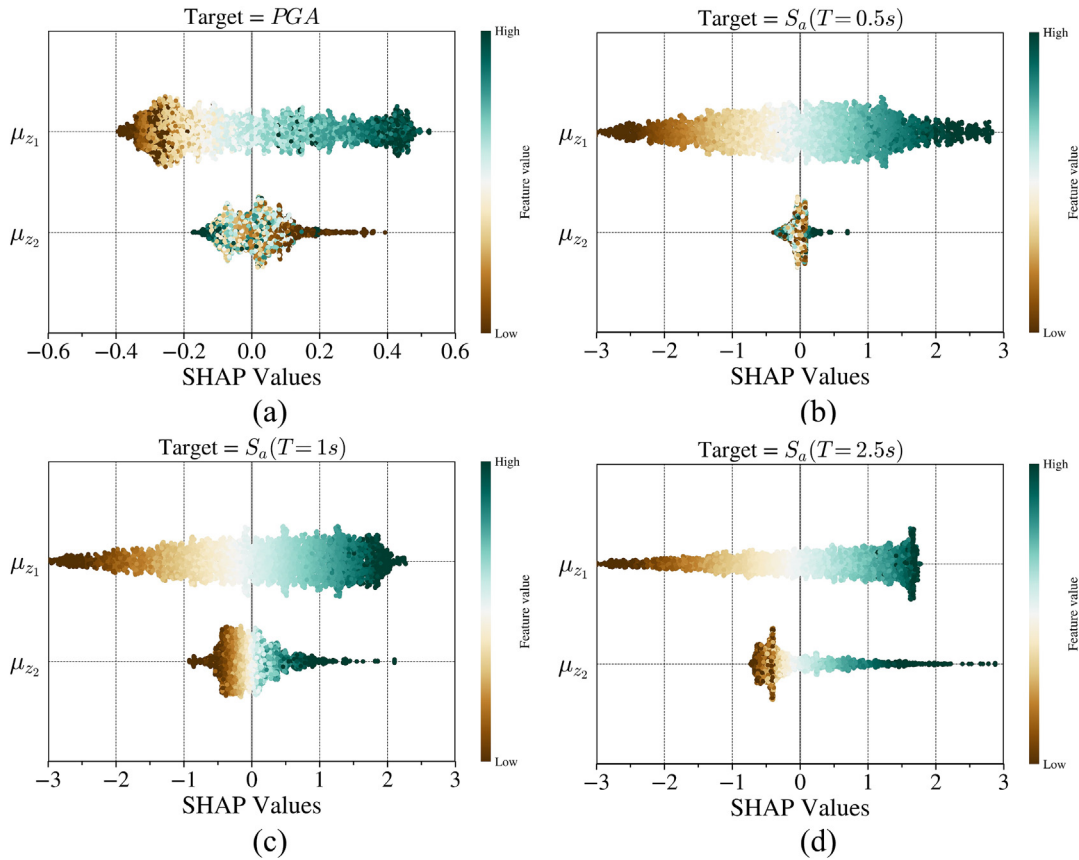 Target = PGA
High
μz1
μz2
Feature value
Low
−0.6 −0.4 −0.2 0.0 0.2 0.4 0.6
SHAP Values
(a)
Target = Sa(T = 0.5s)
High
μz1
μz2
Feature value
Low
−3 −2 −1 0 1 2 3
SHAP Values
(b)
Target = Sa(T = 1s)
High
μz1
μz2
Feature value
Low
−3 −2 −1 0 1 2 3
SHAP Values
(c)
Target = Sa(T = 2.5s)
High
μz1
μz2
Feature value
Low
−3 −2 −1 0 1 2 3
SHAP Values
(d)